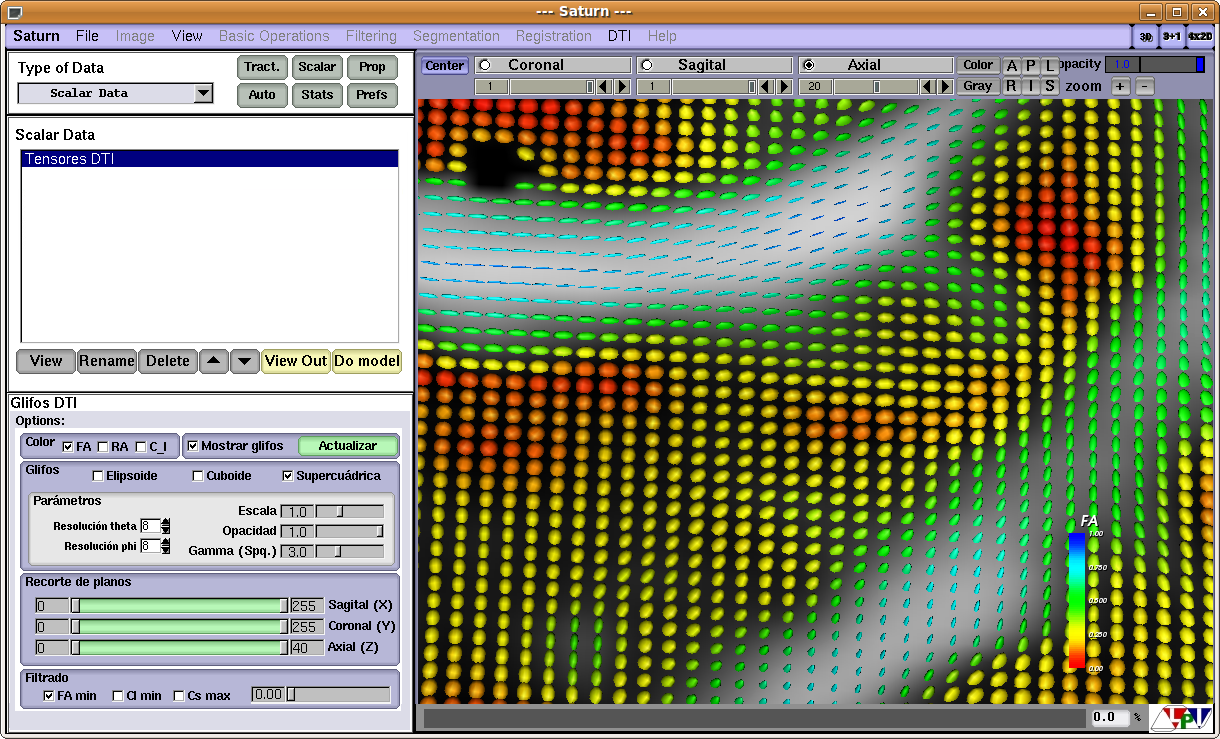 --- Saturn ---
Saturn File Image View Basic Operations Filtering Segmentation Registration DTI Help 3D 3+1 4x2D
Type of Data
Scalar Data
Tract. Scalar Prop
Auto Stats Prefs
Center Coronal Sagital Axial Color A P L opacity 1.0
1 1 20 Gray R I S zoom + -
Scalar Data
Tensores DTI
View Rename Delete View Out Do model
Glifos DTI
Options:
Color FA RA C_l Mostrar glifos Actualizar
Glifos Elipsoide Cuboide Supercuádrica
Parámetros
Escala 1.0
Resolución theta 8
Opacidad 1.0
Resolución phi 8
Gamma (Spq.) 3.0
Recorte de planos
0 255 Sagital (X)
0 255 Coronal (Y)
0 40 Axial (Z)
Filtrado
FA min Cl min Cs max 0.00
FA
1.00
0.750
0.500
0.250
0.00
0.0 %
LPI